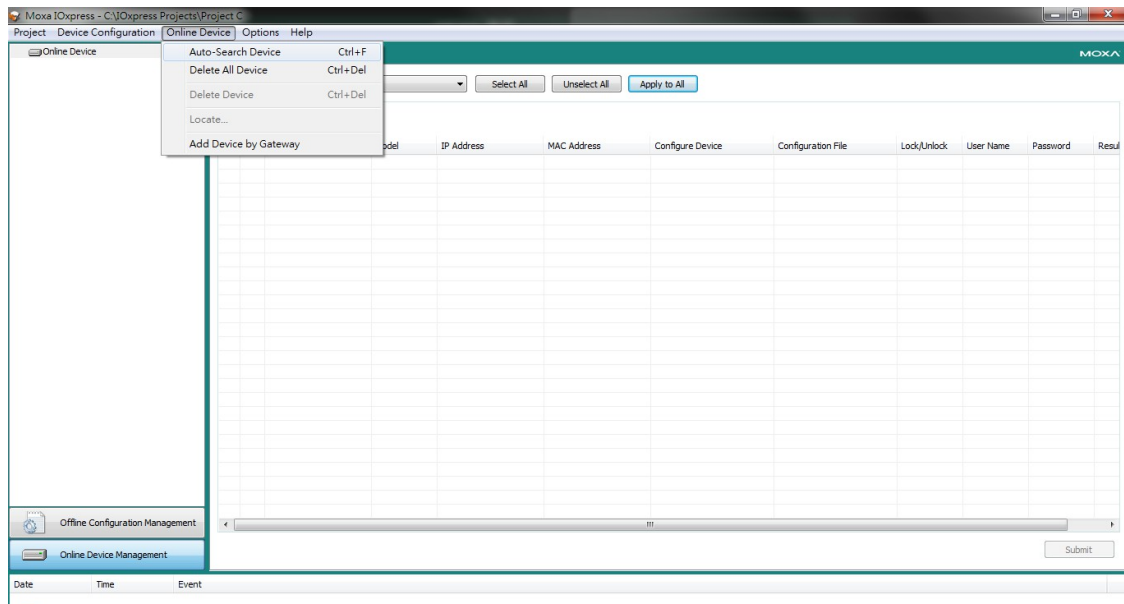 Moxa IOxpress - C:\IOxpress Projects\Project C
Project Device Configuration Online Device Options Help
Online Device
Auto-Search Device Ctrl+F
Delete All Device Ctrl+Del
Delete Device Ctrl+Del
Locate...
Add Device by Gateway
MOXA
Select All Unselect All Apply to All
odel IP Address MAC Address Configure Device Configuration File Lock/Unlock User Name Password Resul
Offline Configuration Management
Online Device Management
Submit
Date Time Event